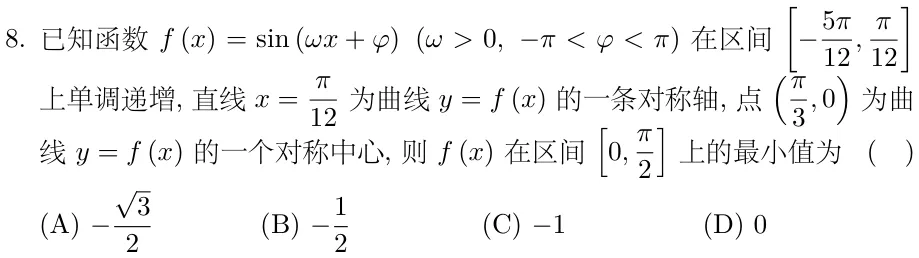 8. 已知函数 f (x) = sin (ωx + φ) (ω > 0, −π < φ < π) 在区间 [−5π/12, π/12]
上单调递增, 直线 x = π/12 为曲线 y = f (x) 的一条对称轴, 点 (π/3, 0) 为曲
线 y = f (x) 的一个对称中心, 则 f (x) 在区间 [0, π/2] 上的最小值为 ( )
(A) −√3/2 (B) −1/2 (C) −1 (D) 0